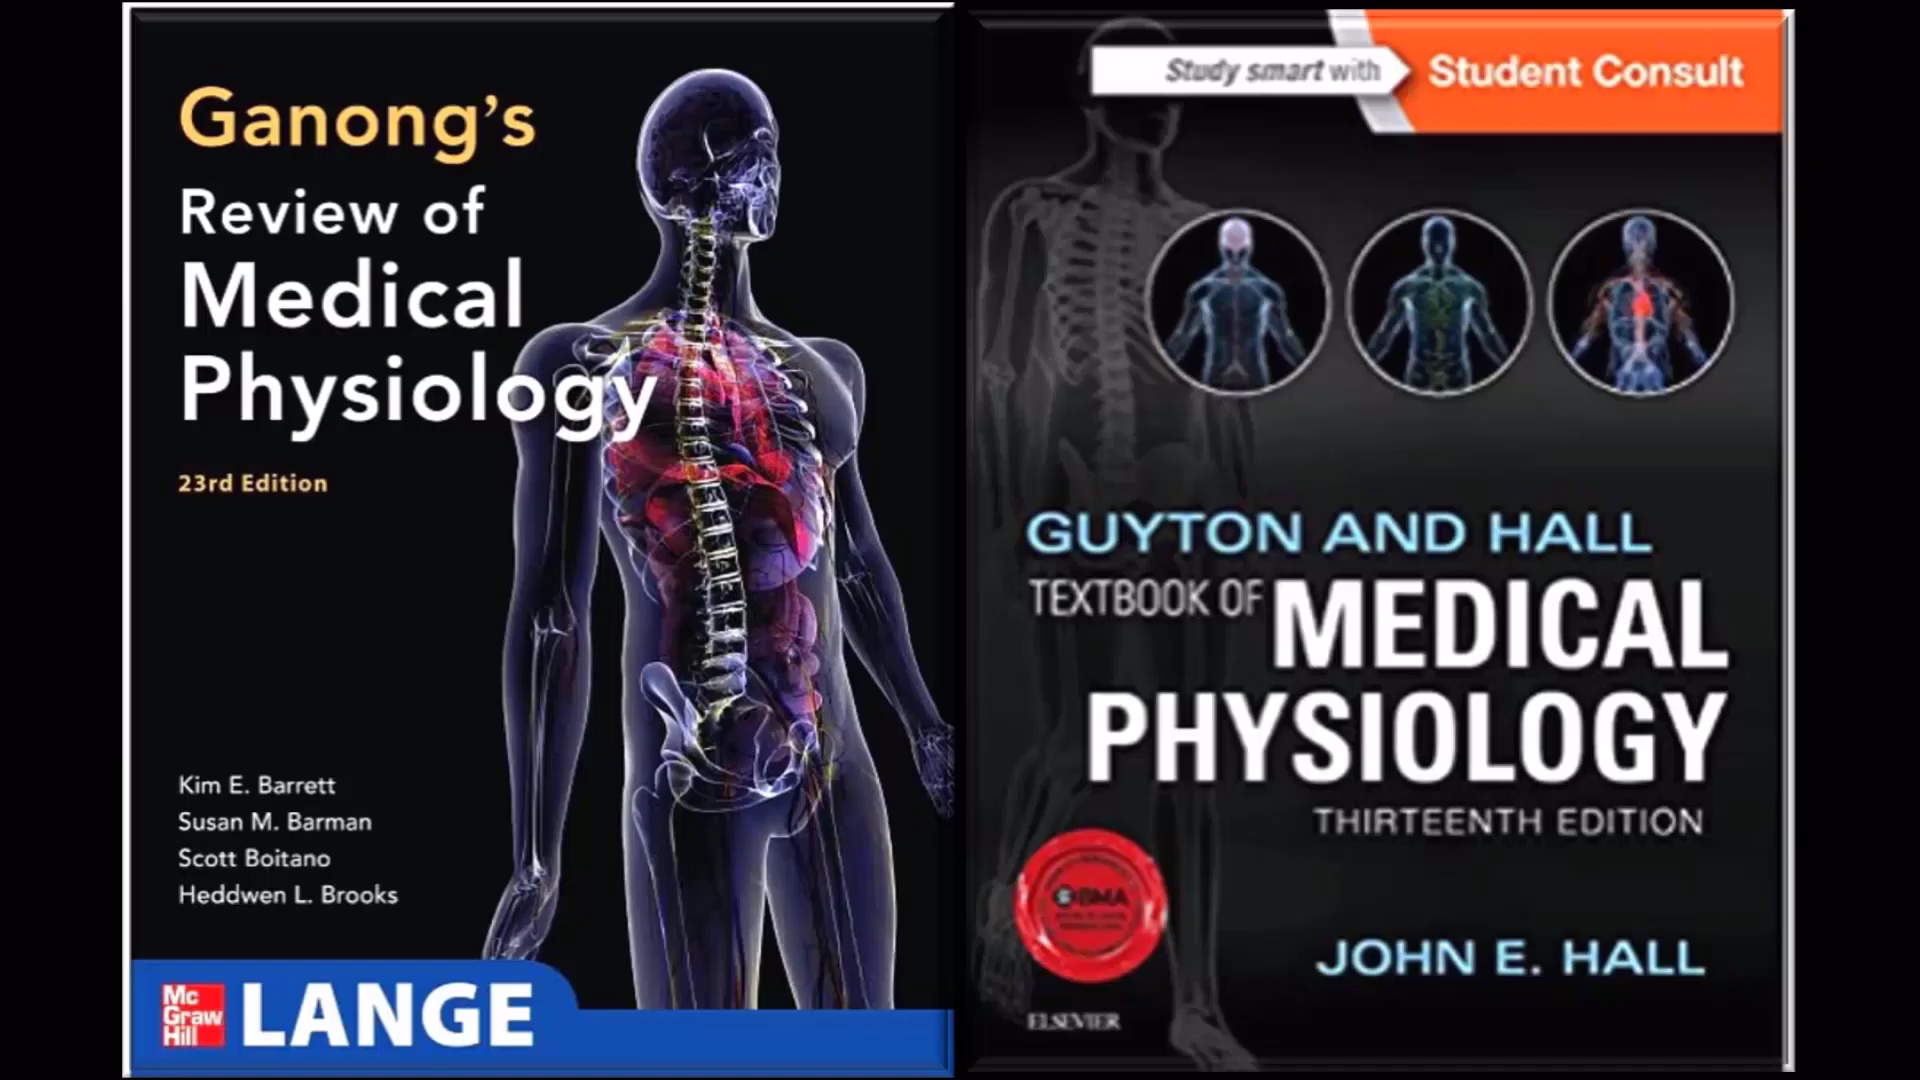 Ganong's
Review of
Medical
Physiology
23rd Edition
Kim E. Barrett
Susan M. Barman
Scott Boitano
Heddwen L. Brooks
Mc
Graw
Hill
LANGE
Study smart with
Student Consult
GUYTON AND HALL
TEXTBOOK OF MEDICAL
PHYSIOLOGY
THIRTEENTH EDITION
BMA
JOHN E. HALL
ELSEVIER